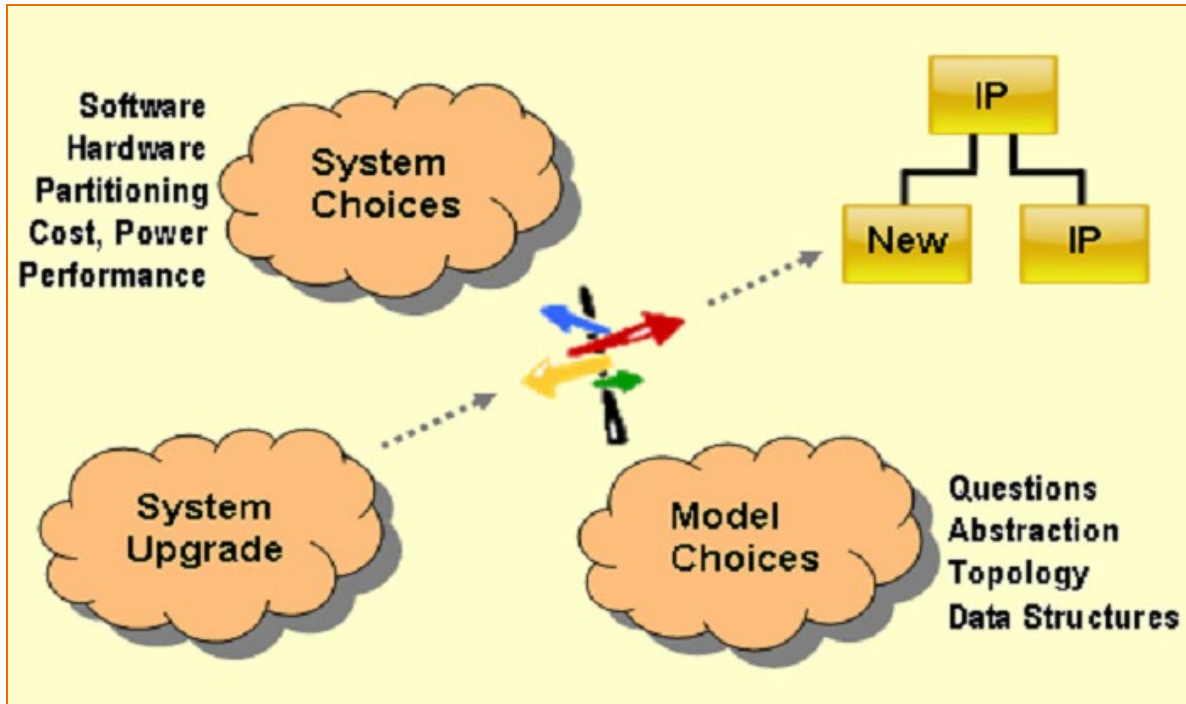 Software
Hardware
Partitioning
Cost, Power
Performance
System
Choices
IP
New
IP
System
Upgrade
Model
Choices
Questions
Abstraction
Topology
Data Structures